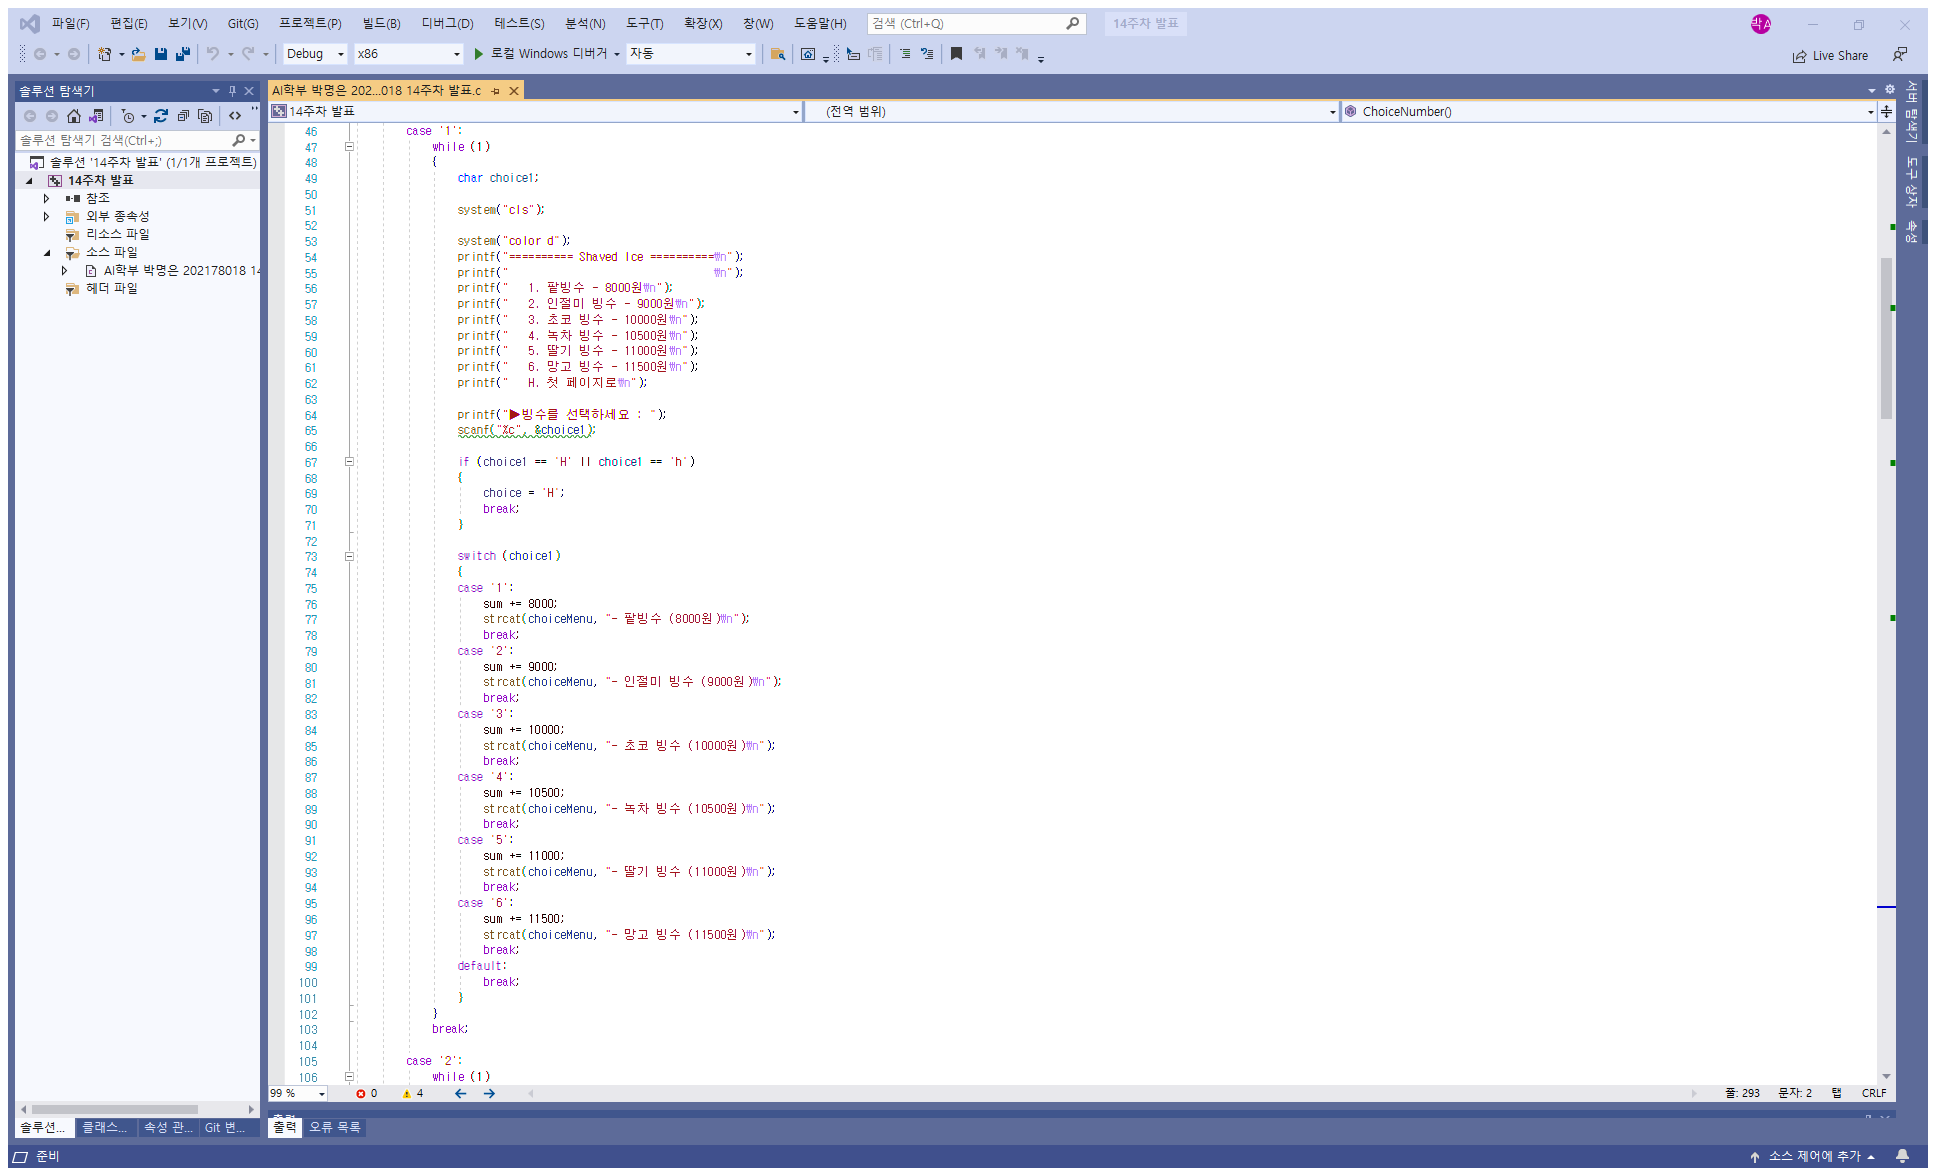 파일(F) 편집(E) 보기(V) Git(G) 프로젝트(P) 빌드(B) 디버그(D) 테스트(S) 분석(N) 도구(T) 확장(X) 창(W) 도움말(H) 검색 (Ctrl+Q) 14주차 발표 박A
Debug x86 로컬 Windows 디버거 자동 Live Share
솔루션 탐색기
솔루션 탐색기 검색(Ctrl+;)
솔루션 '14주차 발표' (1/1개 프로젝트)
14주차 발표
참조
외부 종속성
리소스 파일
소스 파일
AI학부 박명은 202178018 14
헤더 파일
솔루션... 클래스... 속성 관... Git 변...
AI학부 박명은 202...018 14주차 발표.c
14주차 발표 (전역 범위) ChoiceNumber()
46 case '1':
47 while (1)
48 {
49 char choice1;
50
51 system("cls");
52
53 system("color d");
54 printf("========== Shaved Ice ==========₩n");
55 printf(" ₩n");
56 printf(" 1. 팥빙수 - 8000원₩n");
57 printf(" 2. 인절미 빙수 - 9000원₩n");
58 printf(" 3. 초코 빙수 - 10000원₩n");
59 printf(" 4. 녹차 빙수 - 10500원₩n");
60 printf(" 5. 딸기 빙수 - 11000원₩n");
61 printf(" 6. 망고 빙수 - 11500원₩n");
62 printf(" H. 첫 페이지로₩n");
63
64 printf("▶빙수를 선택하세요 : ");
65 scanf("%c", &choice1);
66
67 if (choice1 == 'H' || choice1 == 'h')
68 {
69 choice = 'H';
70 break;
71 }
72
73 switch (choice1)
74 {
75 case '1':
76 sum += 8000;
77 strcat(choiceMenu, "- 팥빙수 (8000원)₩n");
78 break;
79 case '2':
80 sum += 9000;
81 strcat(choiceMenu, "- 인절미 빙수 (9000원)₩n");
82 break;
83 case '3':
84 sum += 10000;
85 strcat(choiceMenu, "- 초코 빙수 (10000원)₩n");
86 break;
87 case '4':
88 sum += 10500;
89 strcat(choiceMenu, "- 녹차 빙수 (10500원)₩n");
90 break;
91 case '5':
92 sum += 11000;
93 strcat(choiceMenu, "- 딸기 빙수 (11000원)₩n");
94 break;
95 case '6':
96 sum += 11500;
97 strcat(choiceMenu, "- 망고 빙수 (11500원)₩n");
98 break;
99 default:
100 break;
101 }
102 }
103 break;
104
105 case '2':
106 while (1)
99 % 0 4 줄: 293 문자: 2 탭 CRLF
출력
출력 오류 목록
서버 탐색기
도구 상자
속성
준비 소스 제어에 추가